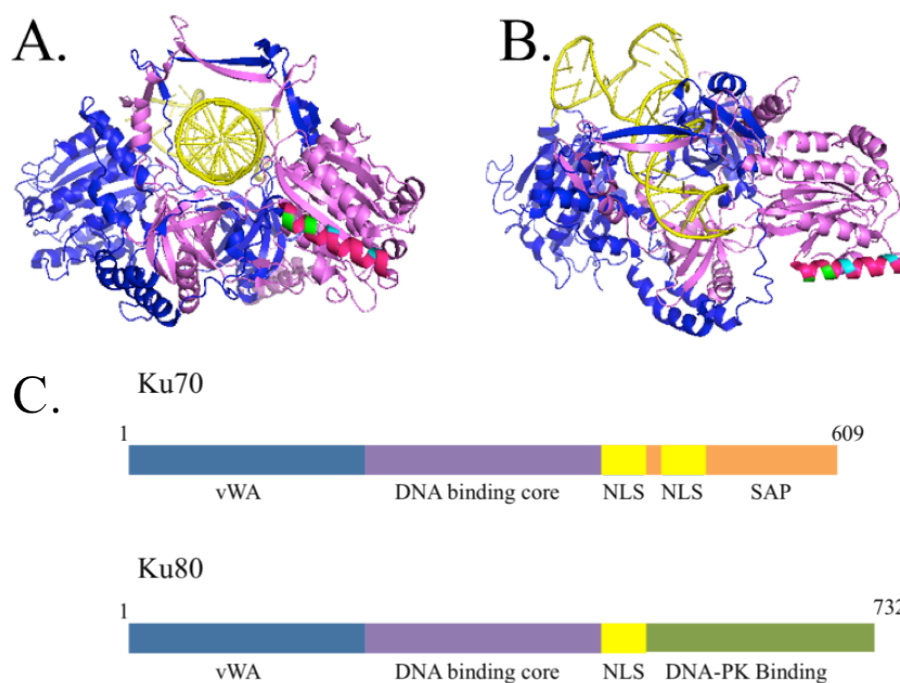 A. B.
C. Ku70
1 609
vWA DNA binding core NLS NLS SAP
Ku80
1 732
vWA DNA binding core NLS DNA-PK Binding